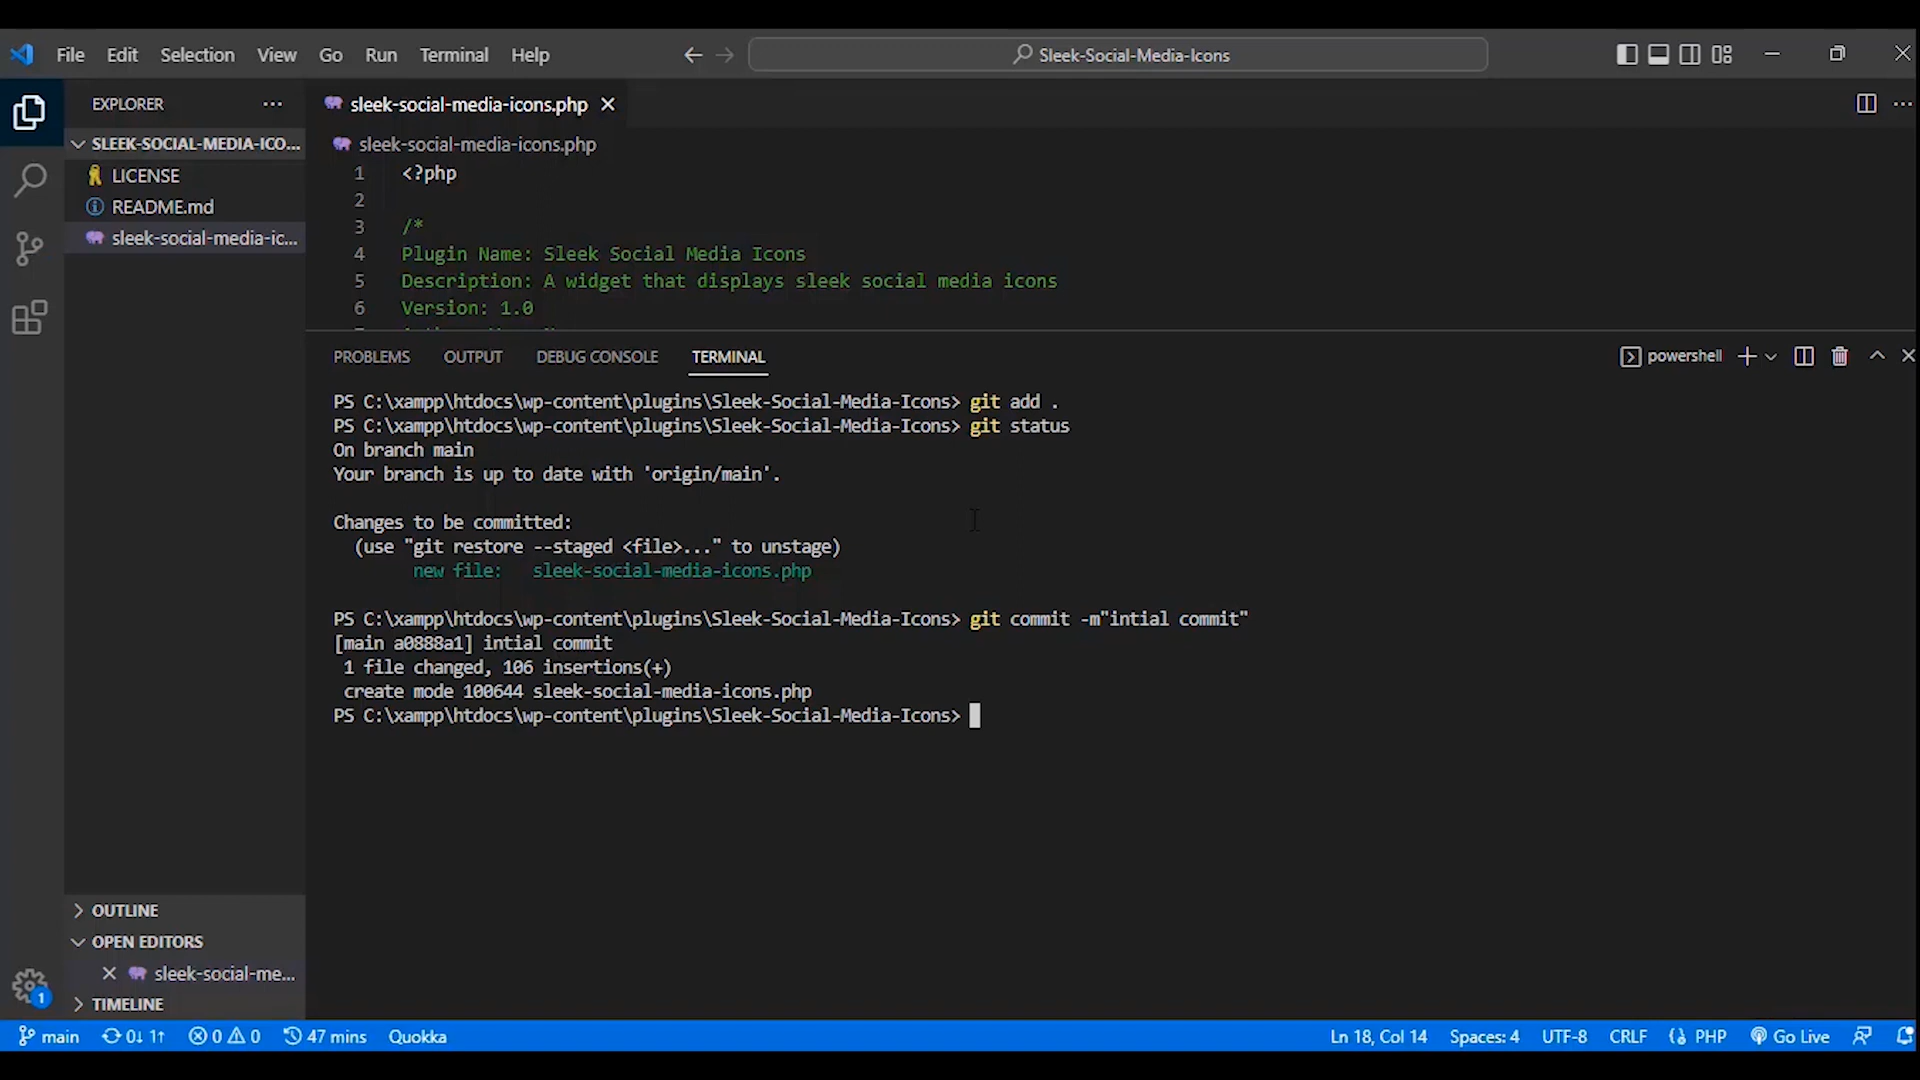 File Edit Selection View Go Run Terminal Help
Sleek-Social-Media-Icons
EXPLORER
SLEEK-SOCIAL-MEDIA-ICO...
LICENSE
README.md
sleek-social-media-ic...
sleek-social-media-icons.php
sleek-social-media-icons.php
1 <?php
2
3 /*
4 Plugin Name: Sleek Social Media Icons
5 Description: A widget that displays sleek social media icons
6 Version: 1.0
PROBLEMS OUTPUT DEBUG CONSOLE TERMINAL
powershell
PS C:\xampp\htdocs\wp-content\plugins\Sleek-Social-Media-Icons> git add .
PS C:\xampp\htdocs\wp-content\plugins\Sleek-Social-Media-Icons> git status
On branch main
Your branch is up to date with 'origin/main'.
Changes to be committed:
(use "git restore --staged <file>..." to unstage)
new file: sleek-social-media-icons.php
PS C:\xampp\htdocs\wp-content\plugins\Sleek-Social-Media-Icons> git commit -m"intial commit"
[main a0888a1] intial commit
1 file changed, 106 insertions(+)
create mode 100644 sleek-social-media-icons.php
PS C:\xampp\htdocs\wp-content\plugins\Sleek-Social-Media-Icons>
OUTLINE
OPEN EDITORS
sleek-social-me...
TIMELINE
1
main 0↓ 1↑ 0 0 47 mins Quokka
Ln 18, Col 14 Spaces: 4 UTF-8 CRLF PHP Go Live